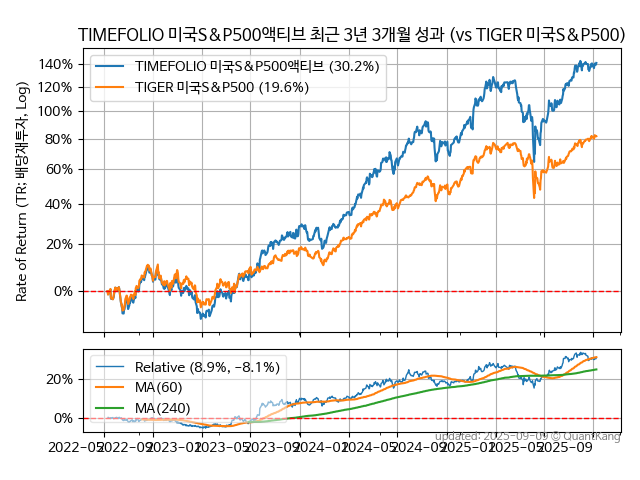 TIMEFOLIO 미국S&P500액티브 최근 3년 3개월 성과 (vs TIGER 미국S&P500)
Rate of Return (TR: 배당재투자, Log)
140%
120%
100%
80%
60%
40%
20%
0%
TIMEFOLIO 미국S&P500액티브 (30.2%)
TIGER 미국S&P500 (19.6%)
20%
0%
Relative (8.9%, -8.1%)
MA(60)
MA(240)
updated: 2025-09-09 © QuantKang
2022-05 2022-09 2023-01 2023-05 2023-09 2024-01 2024-05 2024-09 2025-01 2025-05 2025-09